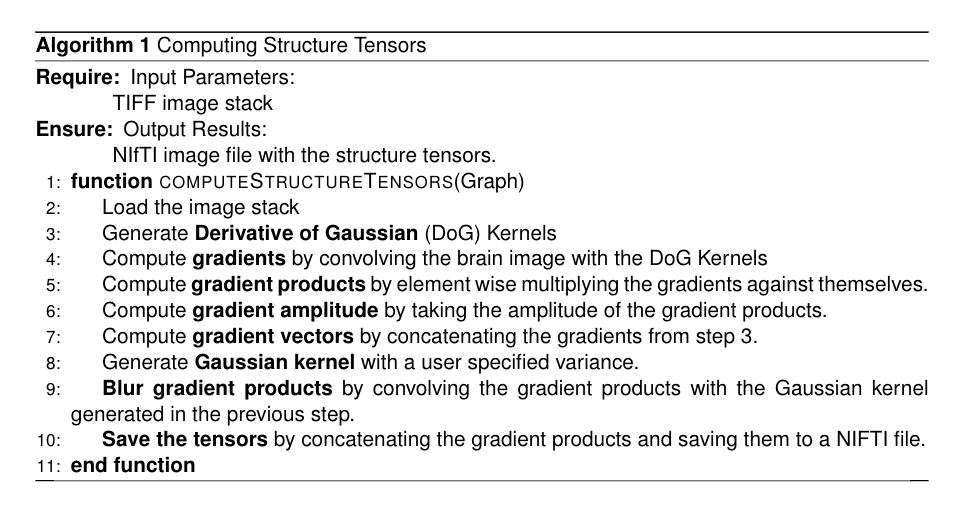 Algorithm 1 Computing Structure Tensors
Require: Input Parameters:
TIFF image stack
Ensure: Output Results:
NIfTI image file with the structure tensors.
1: function COMPUTESTRUCTURETENSORS(Graph)
2: Load the image stack
3: Generate Derivative of Gaussian (DoG) Kernels
4: Compute gradients by convolving the brain image with the DoG Kernels
5: Compute gradient products by element wise multiplying the gradients against themselves.
6: Compute gradient amplitude by taking the amplitude of the gradient products.
7: Compute gradient vectors by concatenating the gradients from step 3.
8: Generate Gaussian kernel with a user specified variance.
9: Blur gradient products by convolving the gradient products with the Gaussian kernel
generated in the previous step.
10: Save the tensors by concatenating the gradient products and saving them to a NIFTI file.
11: end function